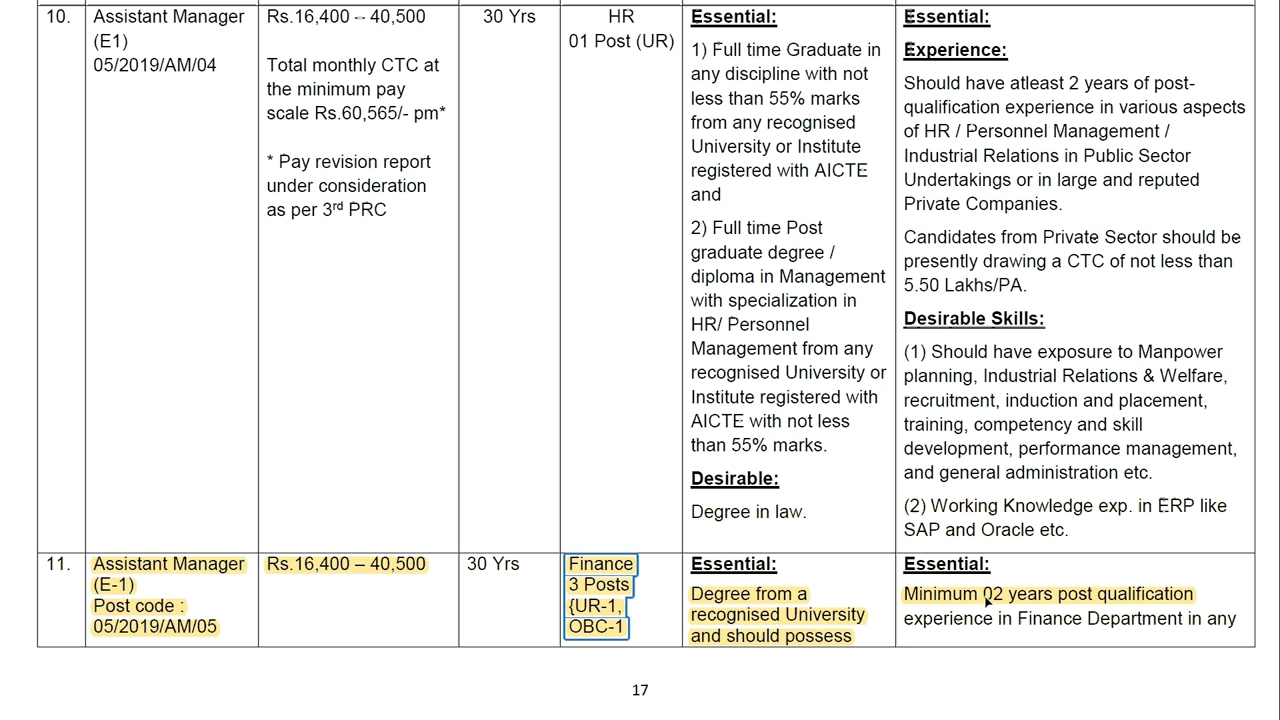 10.
Assistant Manager
(E1)
05/2019/AM/04
Rs.16,400 – 40,500
Total monthly CTC at
the minimum pay
scale Rs.60,565/- pm*
* Pay revision report
under consideration
as per 3rd PRC
30 Yrs
HR
01 Post (UR)
Essential:
1) Full time Graduate in
any discipline with not
less than 55% marks
from any recognised
University or Institute
registered with AICTE
and
2) Full time Post
graduate degree /
diploma in Management
with specialization in
HR/ Personnel
Management from any
recognised University or
Institute registered with
AICTE with not less
than 55% marks.
Desirable:
Degree in law.
Essential:
Experience:
Should have atleast 2 years of post-
qualification experience in various aspects
of HR / Personnel Management /
Industrial Relations in Public Sector
Undertakings or in large and reputed
Private Companies.
Candidates from Private Sector should be
presently drawing a CTC of not less than
5.50 Lakhs/PA.
Desirable Skills:
(1) Should have exposure to Manpower
planning, Industrial Relations & Welfare,
recruitment, induction and placement,
training, competency and skill
development, performance management,
and general administration etc.
(2) Working Knowledge exp. in ERP like
SAP and Oracle etc.
11.
Assistant Manager
(E-1)
Post code :
05/2019/AM/05
Rs.16,400 – 40,500
30 Yrs
Finance
3 Posts
{UR-1,
OBC-1
Essential:
Degree from a
recognised University
and should possess
Essential:
Minimum 02 years post qualification
experience in Finance Department in any
17